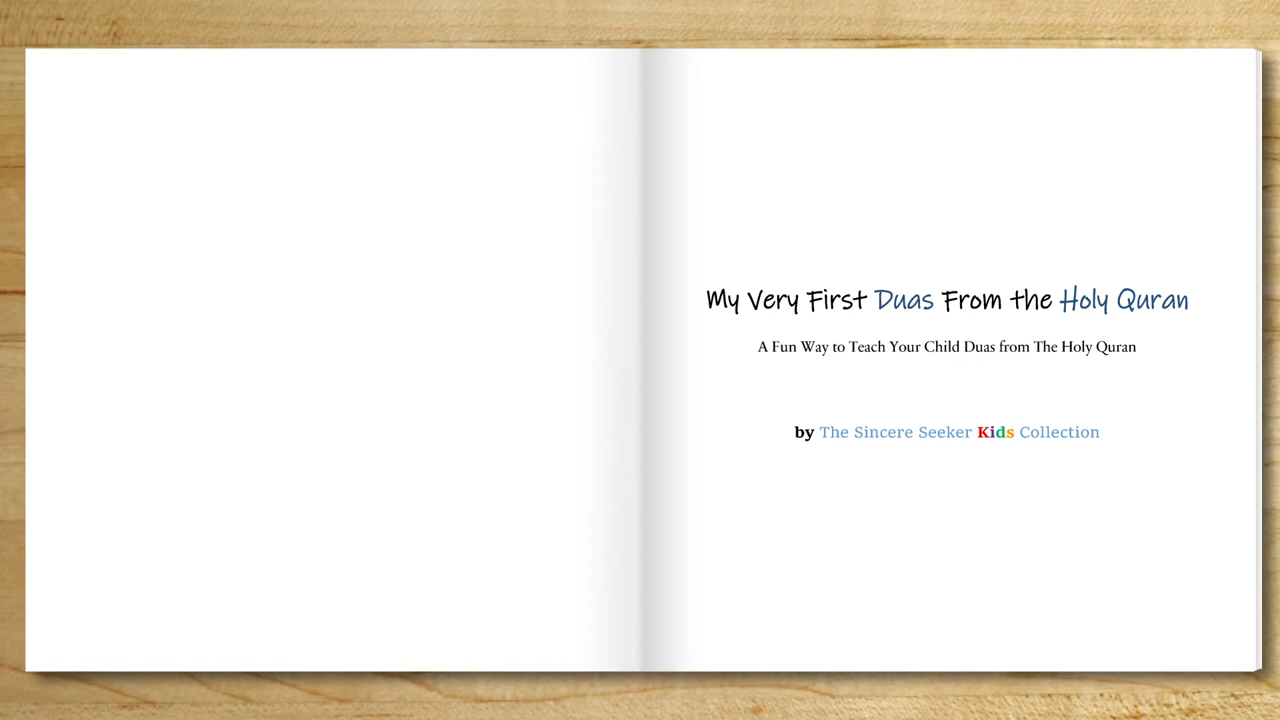 My Very First Duas From the Holy Quran
A Fun Way to Teach Your Child Duas from The Holy Quran
by The Sincere Seeker Kids Collection